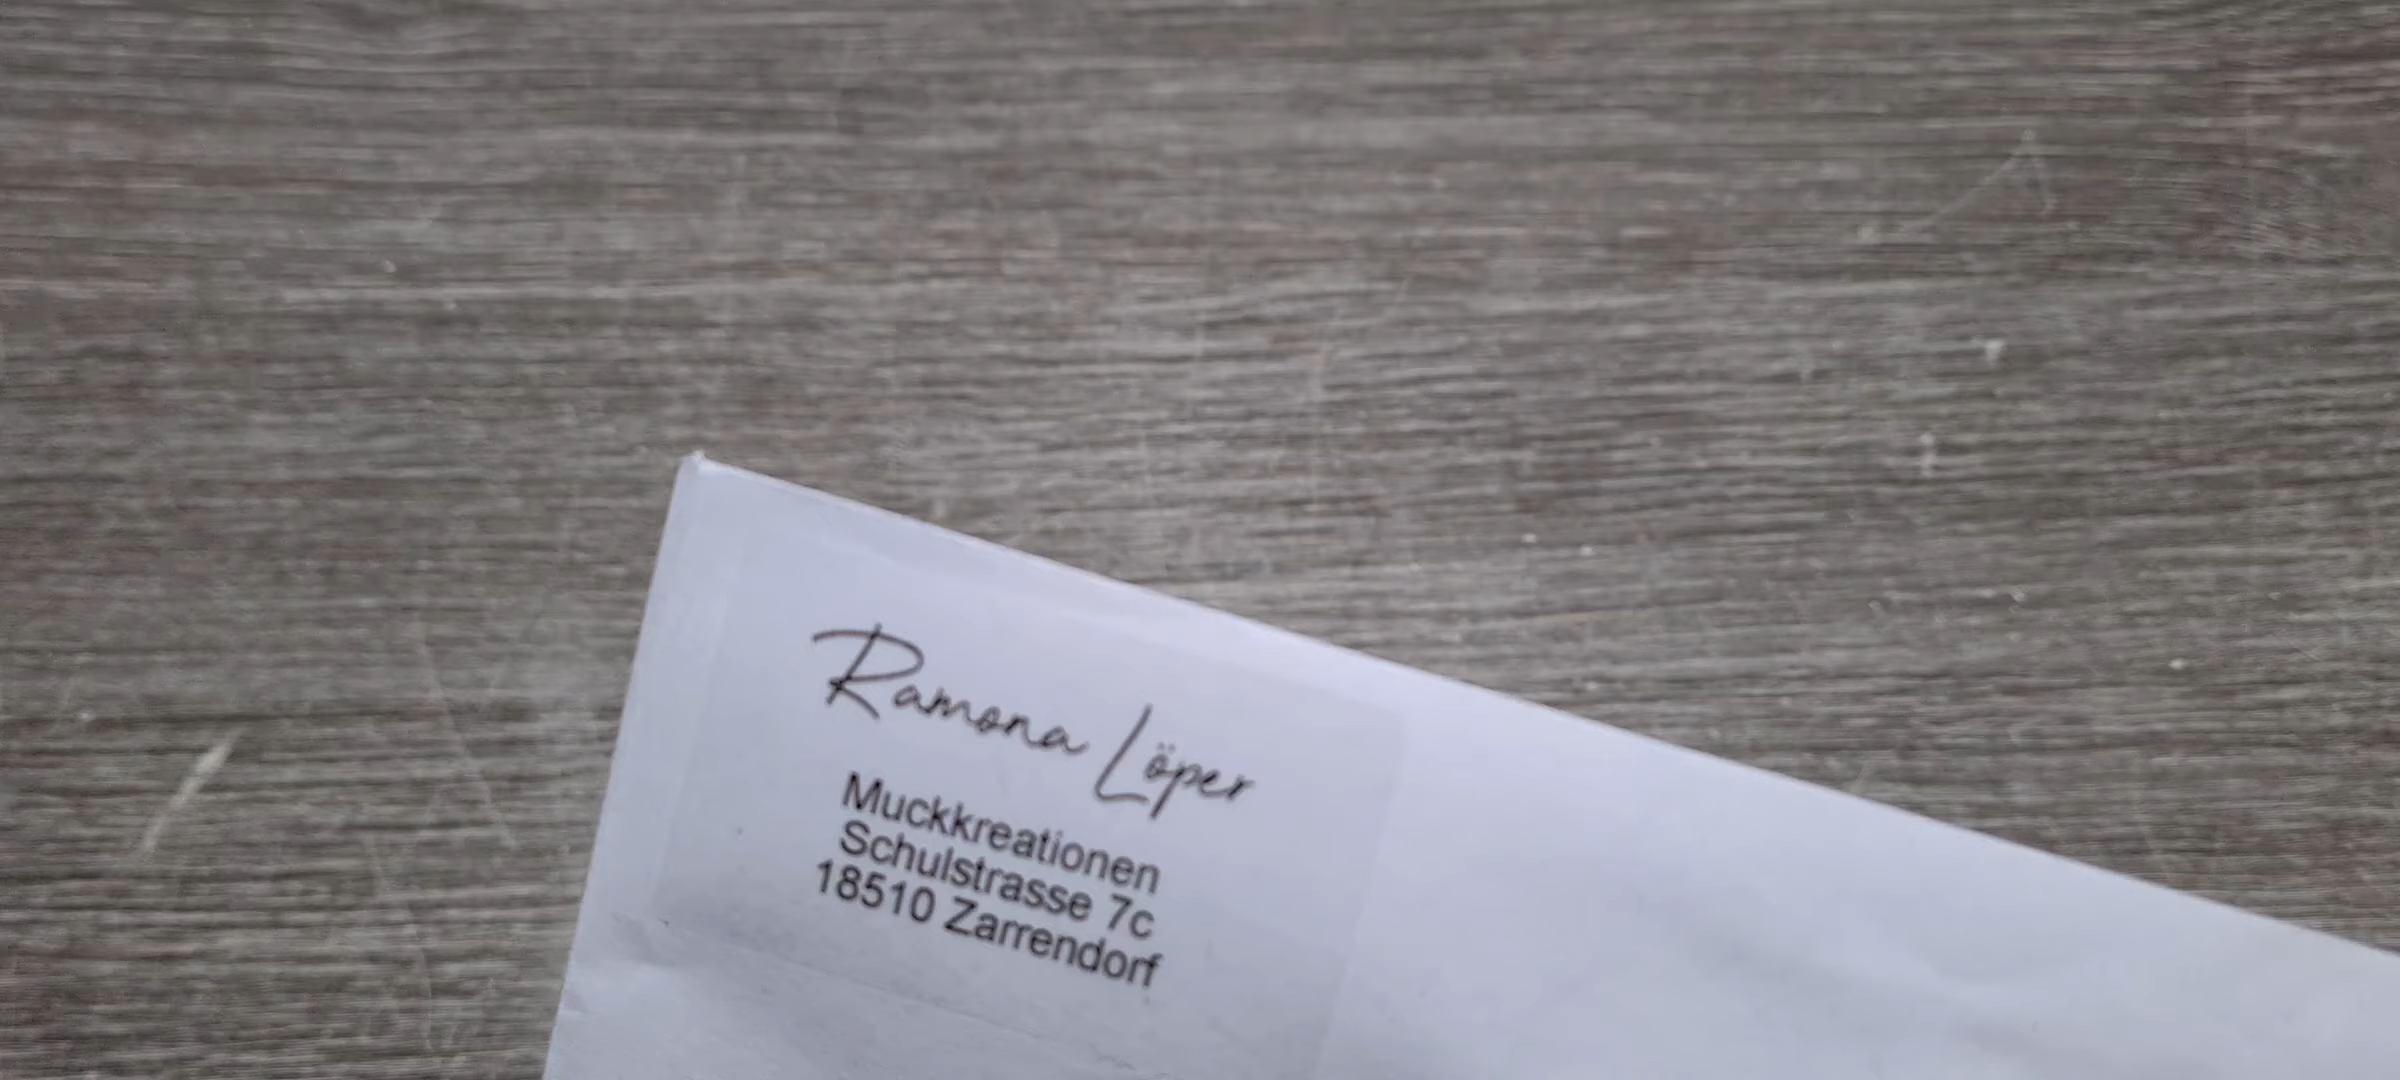 Ramona Löper
Muckkreationen
Schulstrasse 7c
18510 Zarrendorf